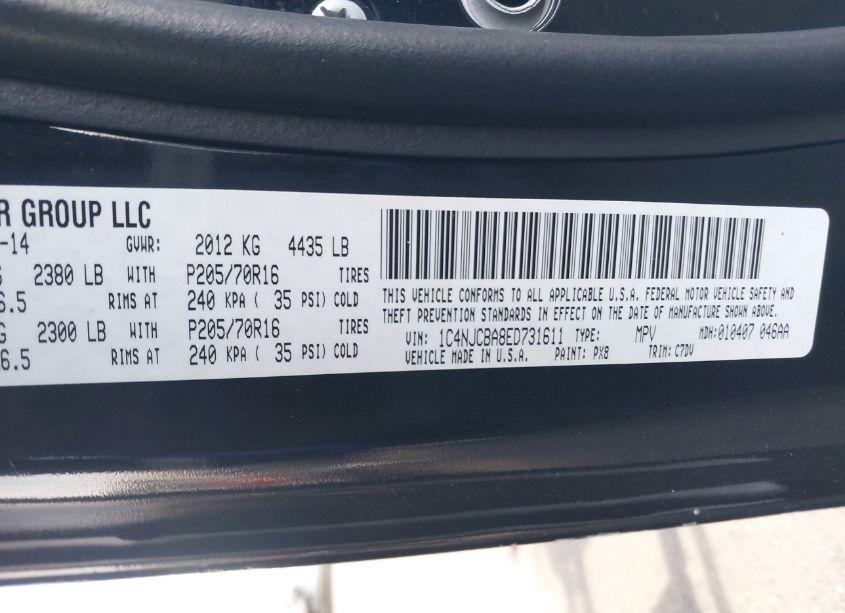 R GROUP LLC
-14 GVWR: 2012 KG 4435 LB
G 2380 LB WITH P205/70R16 TIRES
6.5 RIMS AT 240 KPA ( 35 PSI) COLD
G 2300 LB WITH P205/70R16 TIRES
6.5 RIMS AT 240 KPA ( 35 PSI) COLD
THIS VEHICLE CONFORMS TO ALL APPLICABLE U.S.A. FEDERAL MOTOR VEHICLE SAFETY AND
THEFT PREVENTION STANDARDS IN EFFECT ON THE DATE OF MANUFACTURE SHOWN ABOVE.
VIN: 1C4NJCBA8ED731611 TYPE: MPV MDH:010407 046AA
VEHICLE MADE IN U.S.A. PAINT: PX8 TRIM: C7DV